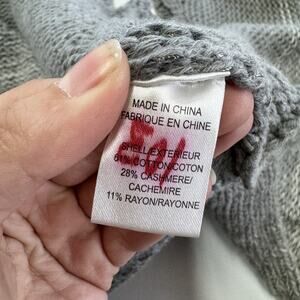 MADE IN CHINA
FABRIQUE EN CHINE
SHELL/EXTERIEUR
61% COTTON/COTON
28% CASHMERE/
CACHEMIRE
11% RAYON/RAYONNE